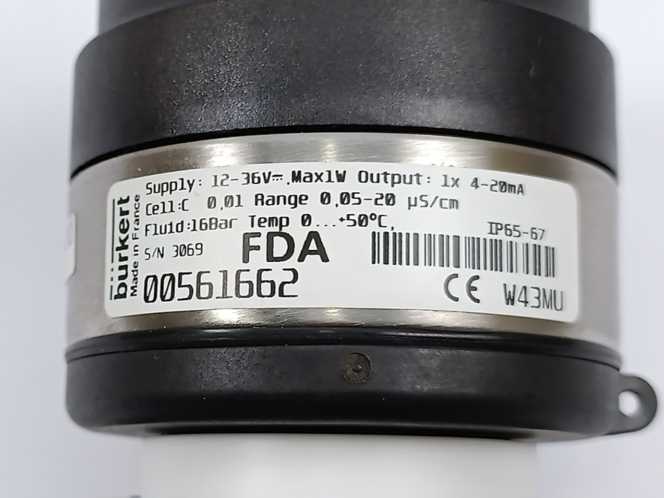 burkert
Made in France
Supply: 12-36V⎓, Max1W Output: 1x 4-20mA
Cell:C 0,01 Range 0,05-20 µS/cm
Fluid:16Bar Temp 0...+50°C,
IP65-67
S/N 3069 FDA
00561662 CE W43MU